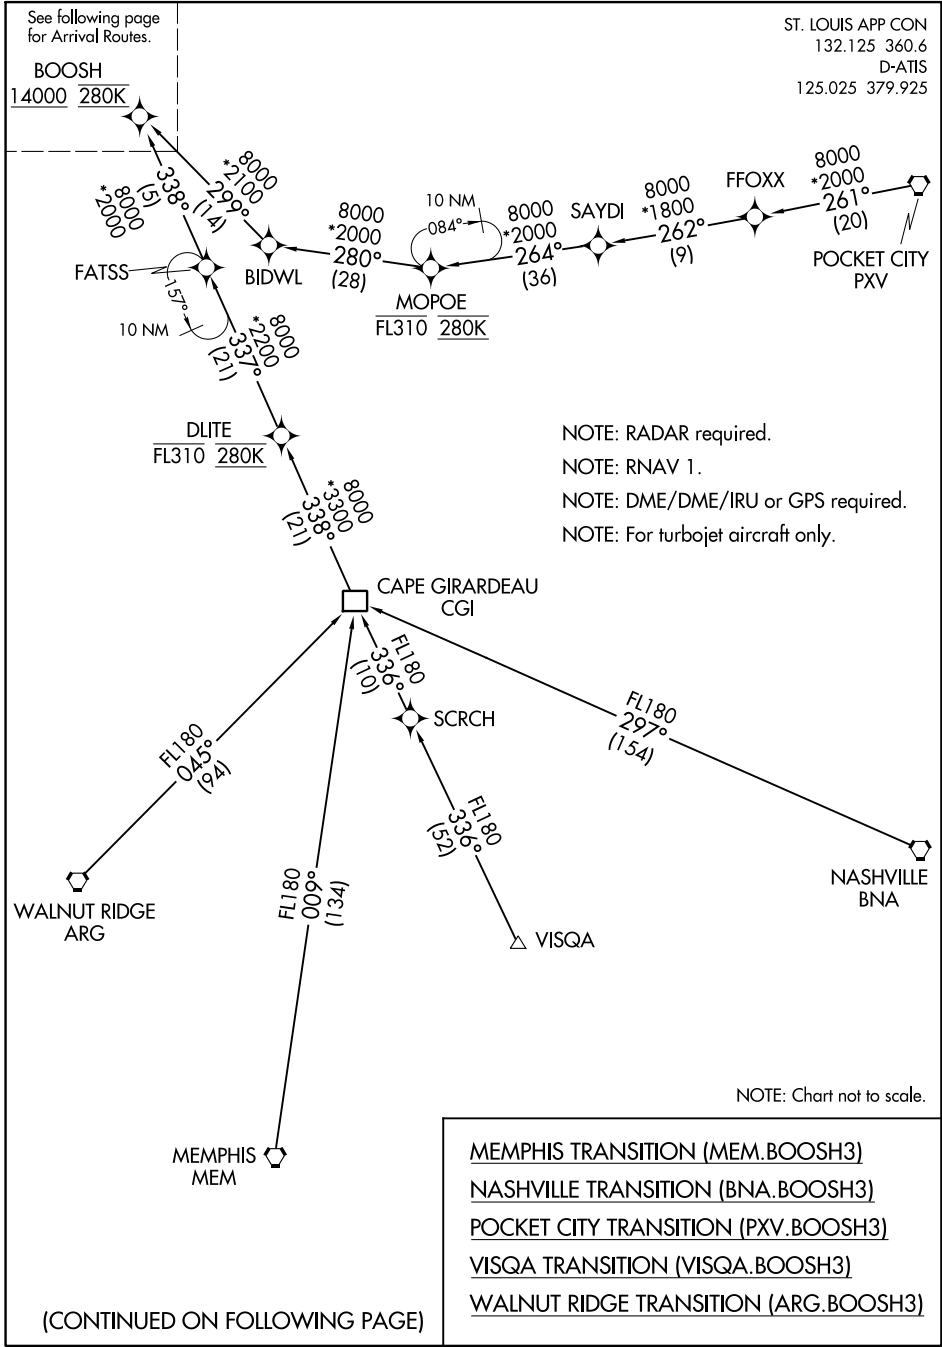 See following page
for Arrival Routes.
ST. LOUIS APP CON
132.125 360.6
D-ATIS
125.025 379.925
BOOSH
14000 280K
8000
*2000
338°
(5)
8000
*2100
299°
(14)
BIDWL
8000
*2000
280°
(28)
10 NM
084°
MOPOE
FL310 280K
8000
*2000
264°
(36)
SAYDI
8000
*1800
262°
(9)
FFOXX
8000
*2000
261°
(20)
POCKET CITY
PXV
FATSS
157°
10 NM
8000
*2200
337°
(21)
DLITE
FL310 280K
NOTE: RADAR required.
NOTE: RNAV 1.
NOTE: DME/DME/IRU or GPS required.
NOTE: For turbojet aircraft only.
8000
*3300
338°
(21)
CAPE GIRARDEAU
CGI
FL180
336°
(10)
SCRCH
FL180
297°
(154)
FL180
045°
(94)
FL180
336°
(52)
NASHVILLE
BNA
WALNUT RIDGE
ARG
FL180
009°
(134)
VISQA
NOTE: Chart not to scale.
MEMPHIS
MEM
MEMPHIS TRANSITION (MEM.BOOSH3)
NASHVILLE TRANSITION (BNA.BOOSH3)
POCKET CITY TRANSITION (PXV.BOOSH3)
VISQA TRANSITION (VISQA.BOOSH3)
WALNUT RIDGE TRANSITION (ARG.BOOSH3)
(CONTINUED ON FOLLOWING PAGE)